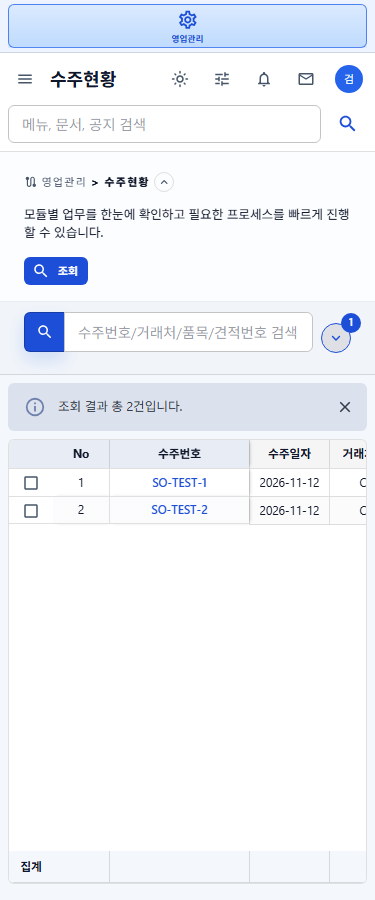 영업관리
수주현황
검
메뉴, 문서, 공지 검색
영업관리 > 수주현황
모듈별 업무를 한눈에 확인하고 필요한 프로세스를 빠르게 진행
할 수 있습니다.
조회
수주번호/거래처/품목/견적번호 검색
1
조회 결과 총 2건입니다.
No 수주번호 수주일자
1 SO-TEST-1 2026-11-12
2 SO-TEST-2 2026-11-12
집계